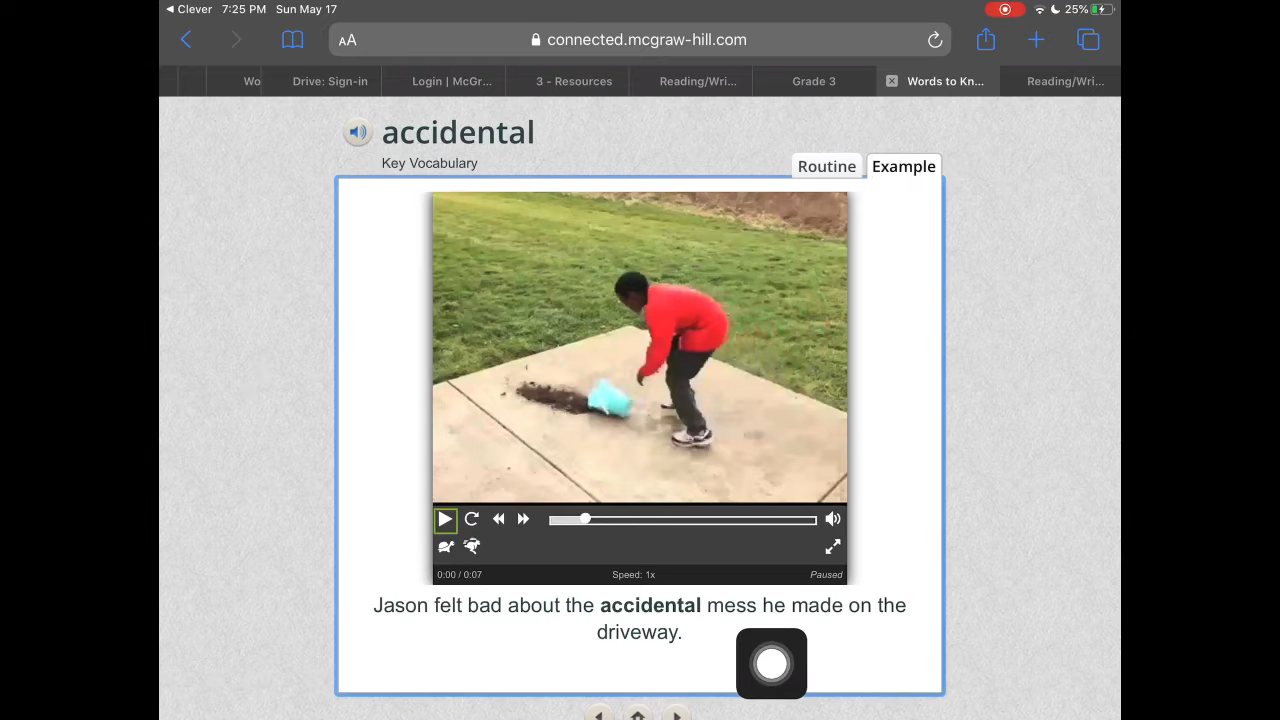 Clever 7:25 PM Sun May 17 25%
AA connected.mcgraw-hill.com
Wo Drive: Sign-in Login | McGr... 3 - Resources Reading/Wri... Grade 3 Words to Kn... Reading/Wri...
accidental
Key Vocabulary
Routine Example
0:00 / 0:07 Speed: 1x Paused
Jason felt bad about the accidental mess he made on the
driveway.